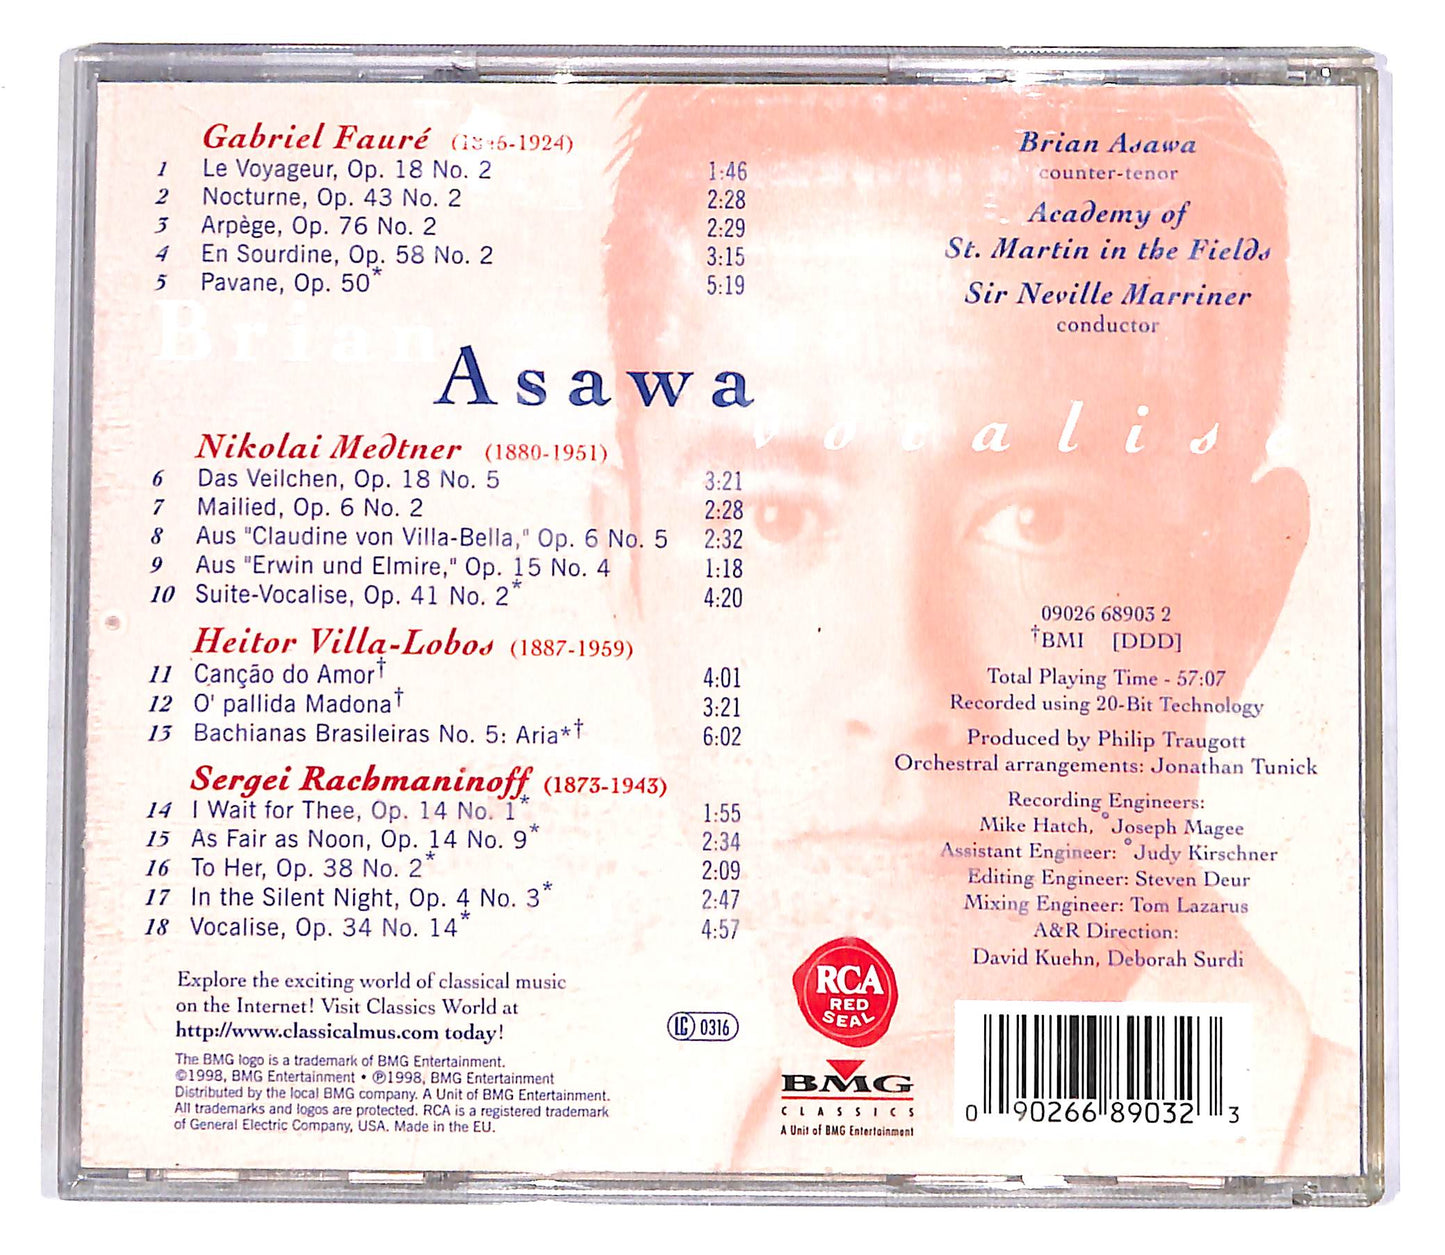 Gabriel Fauré
1 Le Voyageur, Op. 18 No. 2 1:46
2 Nocturne, Op. 43 No. 2 2:28
3 Arpège, Op. 76 No. 2 2:29
4 En Sourdine, Op. 58 No. 2 3:15
5 Pavane, Op. 50* 5:19
Brian
Asawa
vocalise
Nikolai Medtner (1880-1951)
6 Das Veilchen, Op. 18 No. 5 3:21
7 Mailied, Op. 6 No. 2 2:28
8 Aus "Claudine von Villa-Bella," Op. 6 No. 5 2:32
9 Aus "Erwin und Elmire," Op. 15 No. 4 1:18
10 Suite-Vocalise, Op. 41 No. 2* 4:20
Heitor Villa-Lobos (1887-1959)
11 Canção do Amor† 4:01
12 O' pallida Madona† 3:21
13 Bachianas Brasileiras No. 5: Aria*† 6:02
Sergei Rachmaninoff (1873-1943)
14 I Wait for Thee, Op. 14 No. 1* 1:55
15 As Fair as Noon, Op. 14 No. 9* 2:34
16 To Her, Op. 38 No. 2* 2:09
17 In the Silent Night, Op. 4 No. 3* 2:47
18 Vocalise, Op. 34 No. 14* 4:57
Explore the exciting world of classical music
on the Internet! Visit Classics World at
http://www.classicalmus.com today!
The BMG logo is a trademark of BMG Entertainment.
©1998, BMG Entertainment • ℗1998, BMG Entertainment
Distributed by the local BMG company. A Unit of BMG Entertainment.
All trademarks and logos are protected. RCA is a registered trademark
of General Electric Company, USA. Made in the EU.
LC 0316
RCA
RED
SEAL
BMG
CLASSICS
A Unit of BMG Entertainment
Brian Asawa
counter-tenor
Academy of
St. Martin in the Fields
Sir Neville Marriner
conductor
09026 68903 2
†BMI [DDD]
Total Playing Time - 57:07
Recorded using 20-Bit Technology
Produced by Philip Traugott
Orchestral arrangements: Jonathan Tunick
Recording Engineers:
Mike Hatch, °Joseph Magee
Assistant Engineer: °Judy Kirschner
Editing Engineer: Steven Deur
Mixing Engineer: Tom Lazarus
A&R Direction:
David Kuehn, Deborah Surdi
0 90266 89032 3